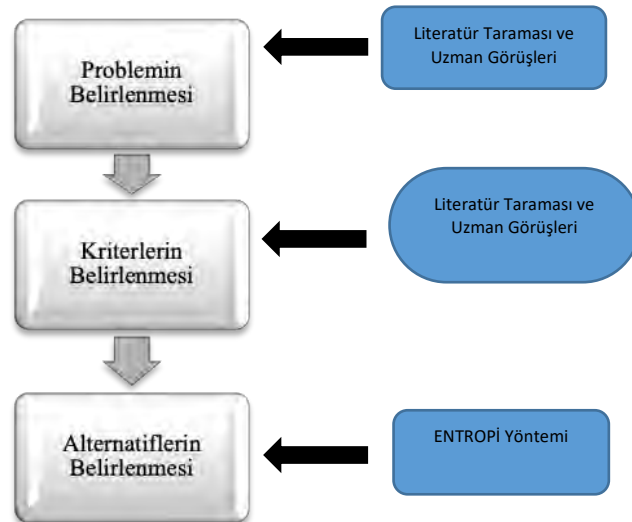 Problemin
Belirlenmesi
Literatür Taraması ve
Uzman Görüşleri
Kriterlerin
Belirlenmesi
Literatür Taraması ve
Uzman Görüşleri
Alternatiflerin
Belirlenmesi
ENTROPİ Yöntemi